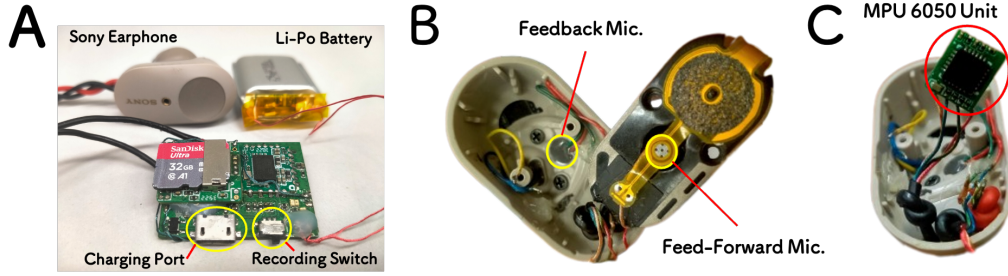 A
Sony Earphone
Li-Po Battery
SONY
SanDisk
Ultra
32GB
A1
Charging Port
Recording Switch
B
Feedback Mic.
Feed-Forward Mic.
C
MPU 6050 Unit